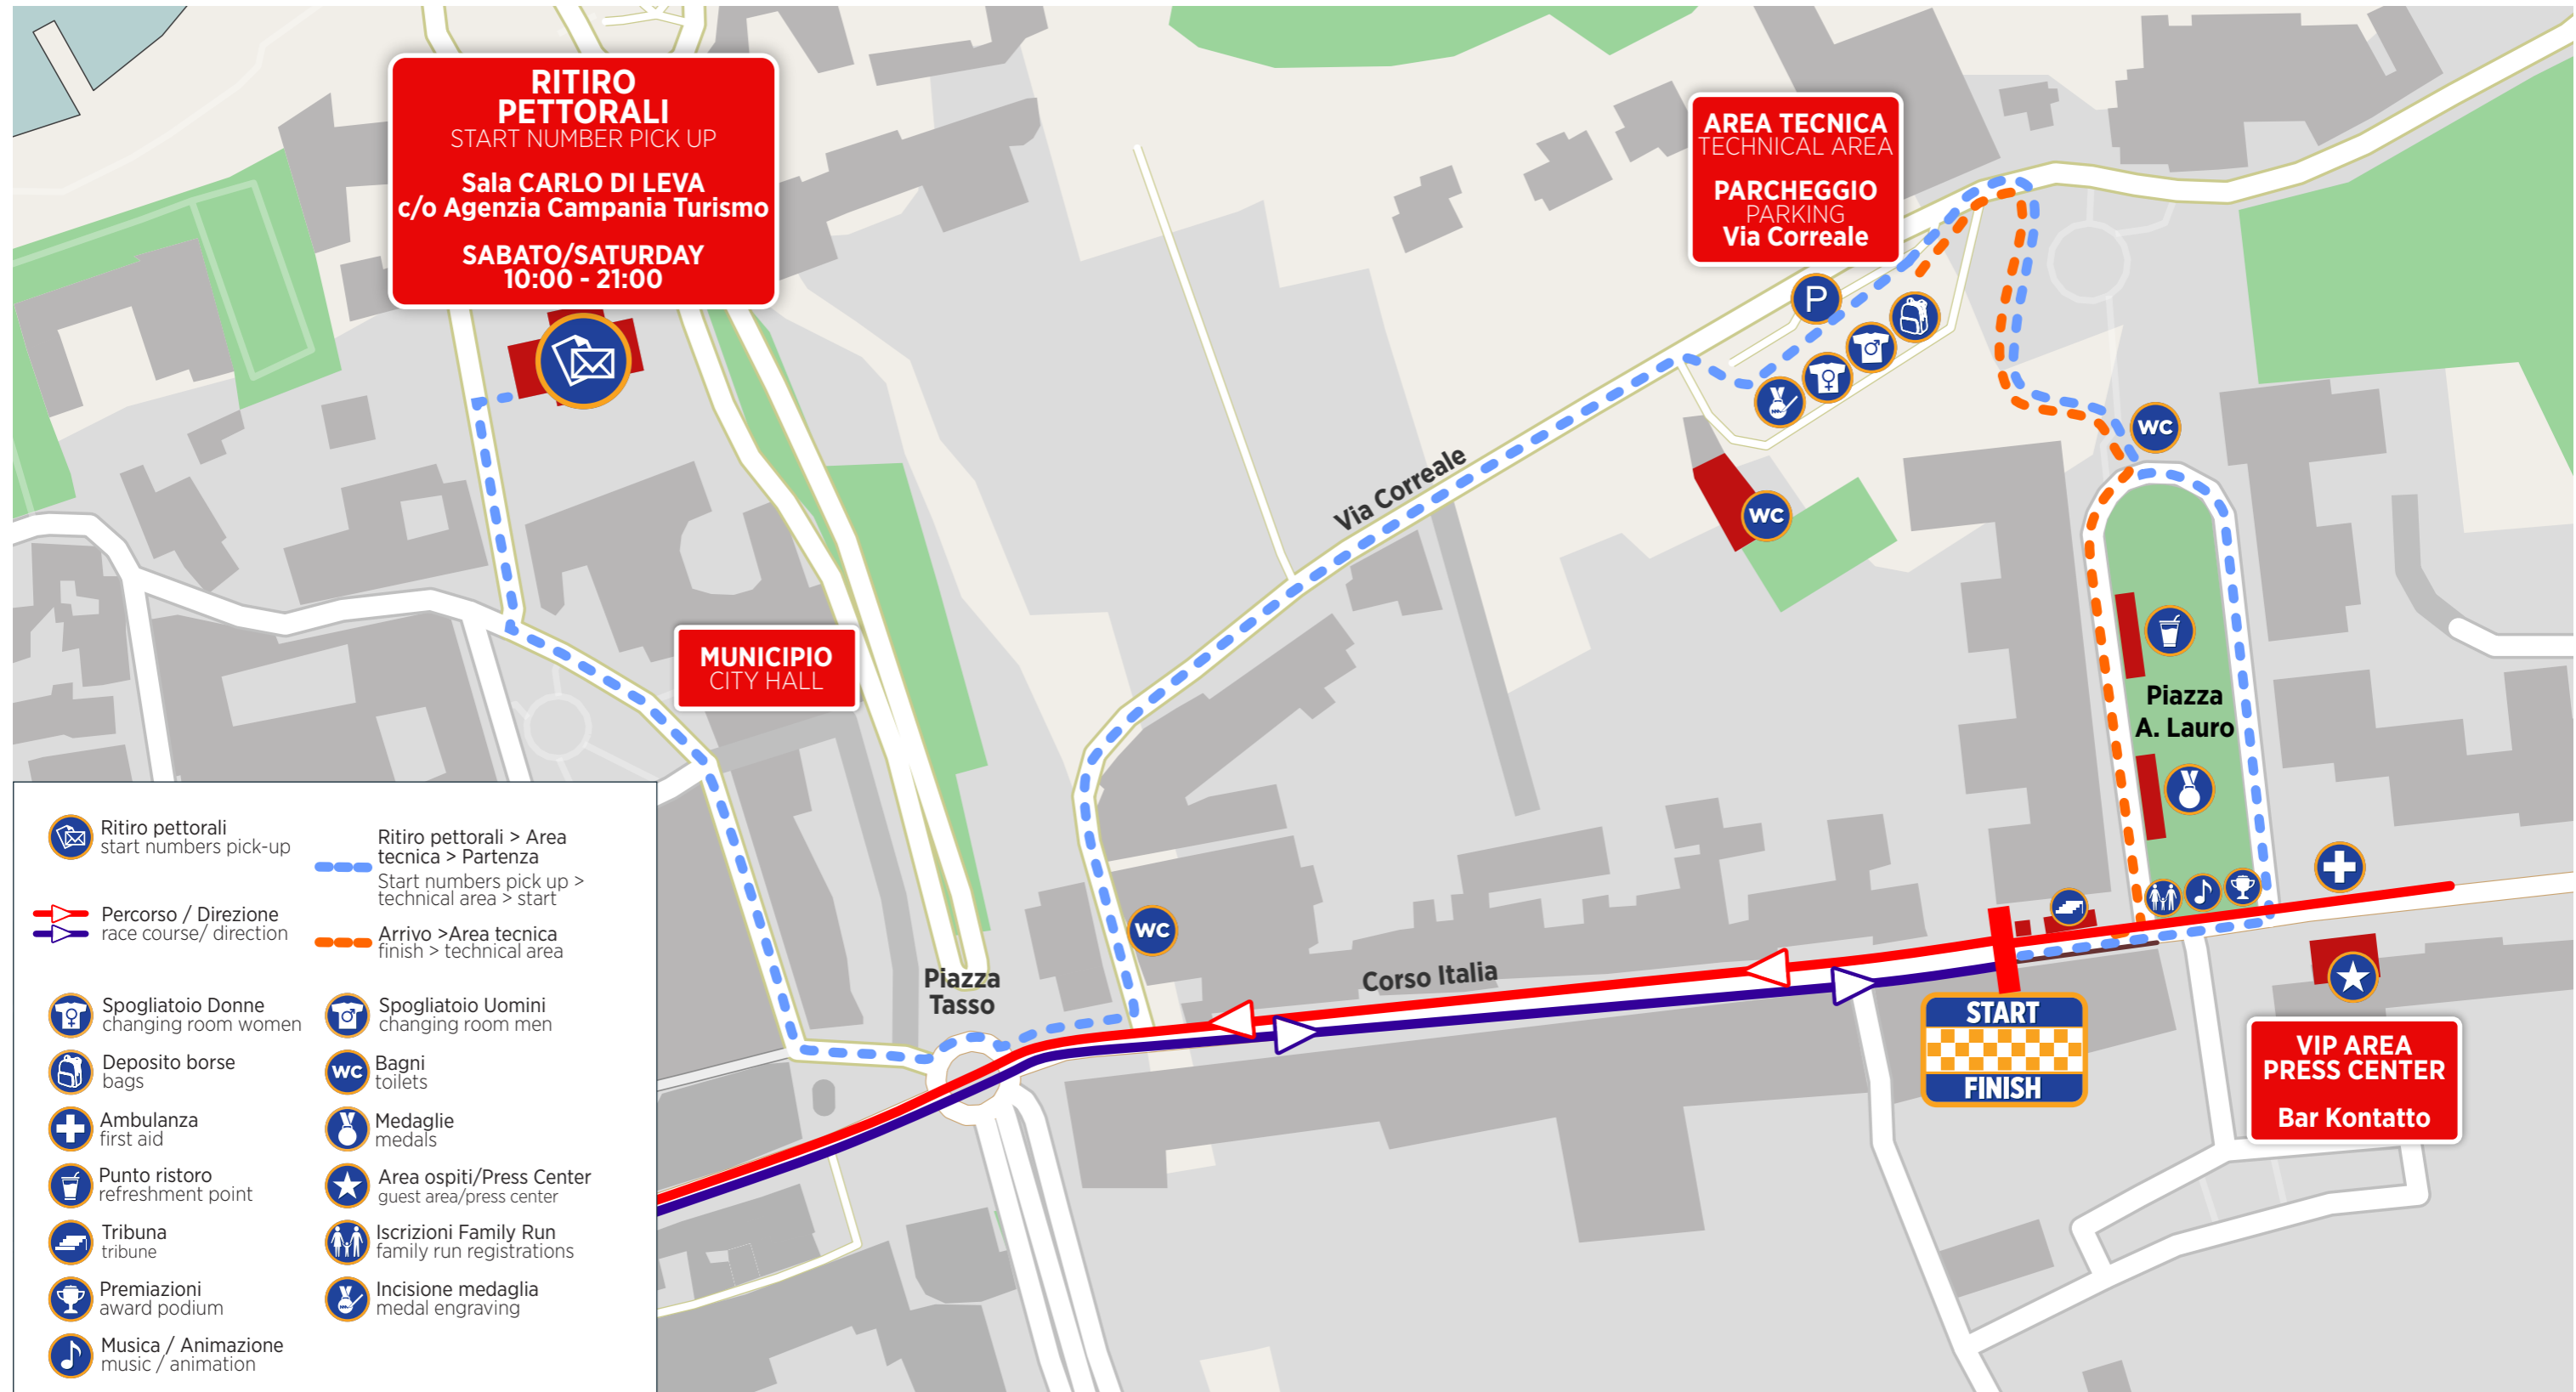 RITIRO
PETTORALI
START NUMBER PICK UP
Sala CARLO DI LEVA
c/o Agenzia Campania Turismo
SABATO/SATURDAY
10:00 - 21:00
AREA TECNICA
TECHNICAL AREA
PARCHEGGIO
PARKING
Via Correale
P
WC
WC
Via Correale
MUNICIPIO
CITY HALL
Piazza
A. Lauro
WC
Piazza
Tasso
Corso Italia
START
FINISH
VIP AREA
PRESS CENTER
Bar Kontatto
Ritiro pettorali
start numbers pick-up
Percorso / Direzione
race course/ direction
Ritiro pettorali > Area
tecnica > Partenza
Start numbers pick up >
technical area > start
Arrivo >Area tecnica
finish > technical area
Spogliatoio Donne
changing room women
Deposito borse
bags
Ambulanza
first aid
Punto ristoro
refreshment point
Tribuna
tribune
Premiazioni
award podium
Musica / Animazione
music / animation
Spogliatoio Uomini
changing room men
WC
Bagni
toilets
Medaglie
medals
Area ospiti/Press Center
guest area/press center
Iscrizioni Family Run
family run registrations
Incisione medaglia
medal engraving